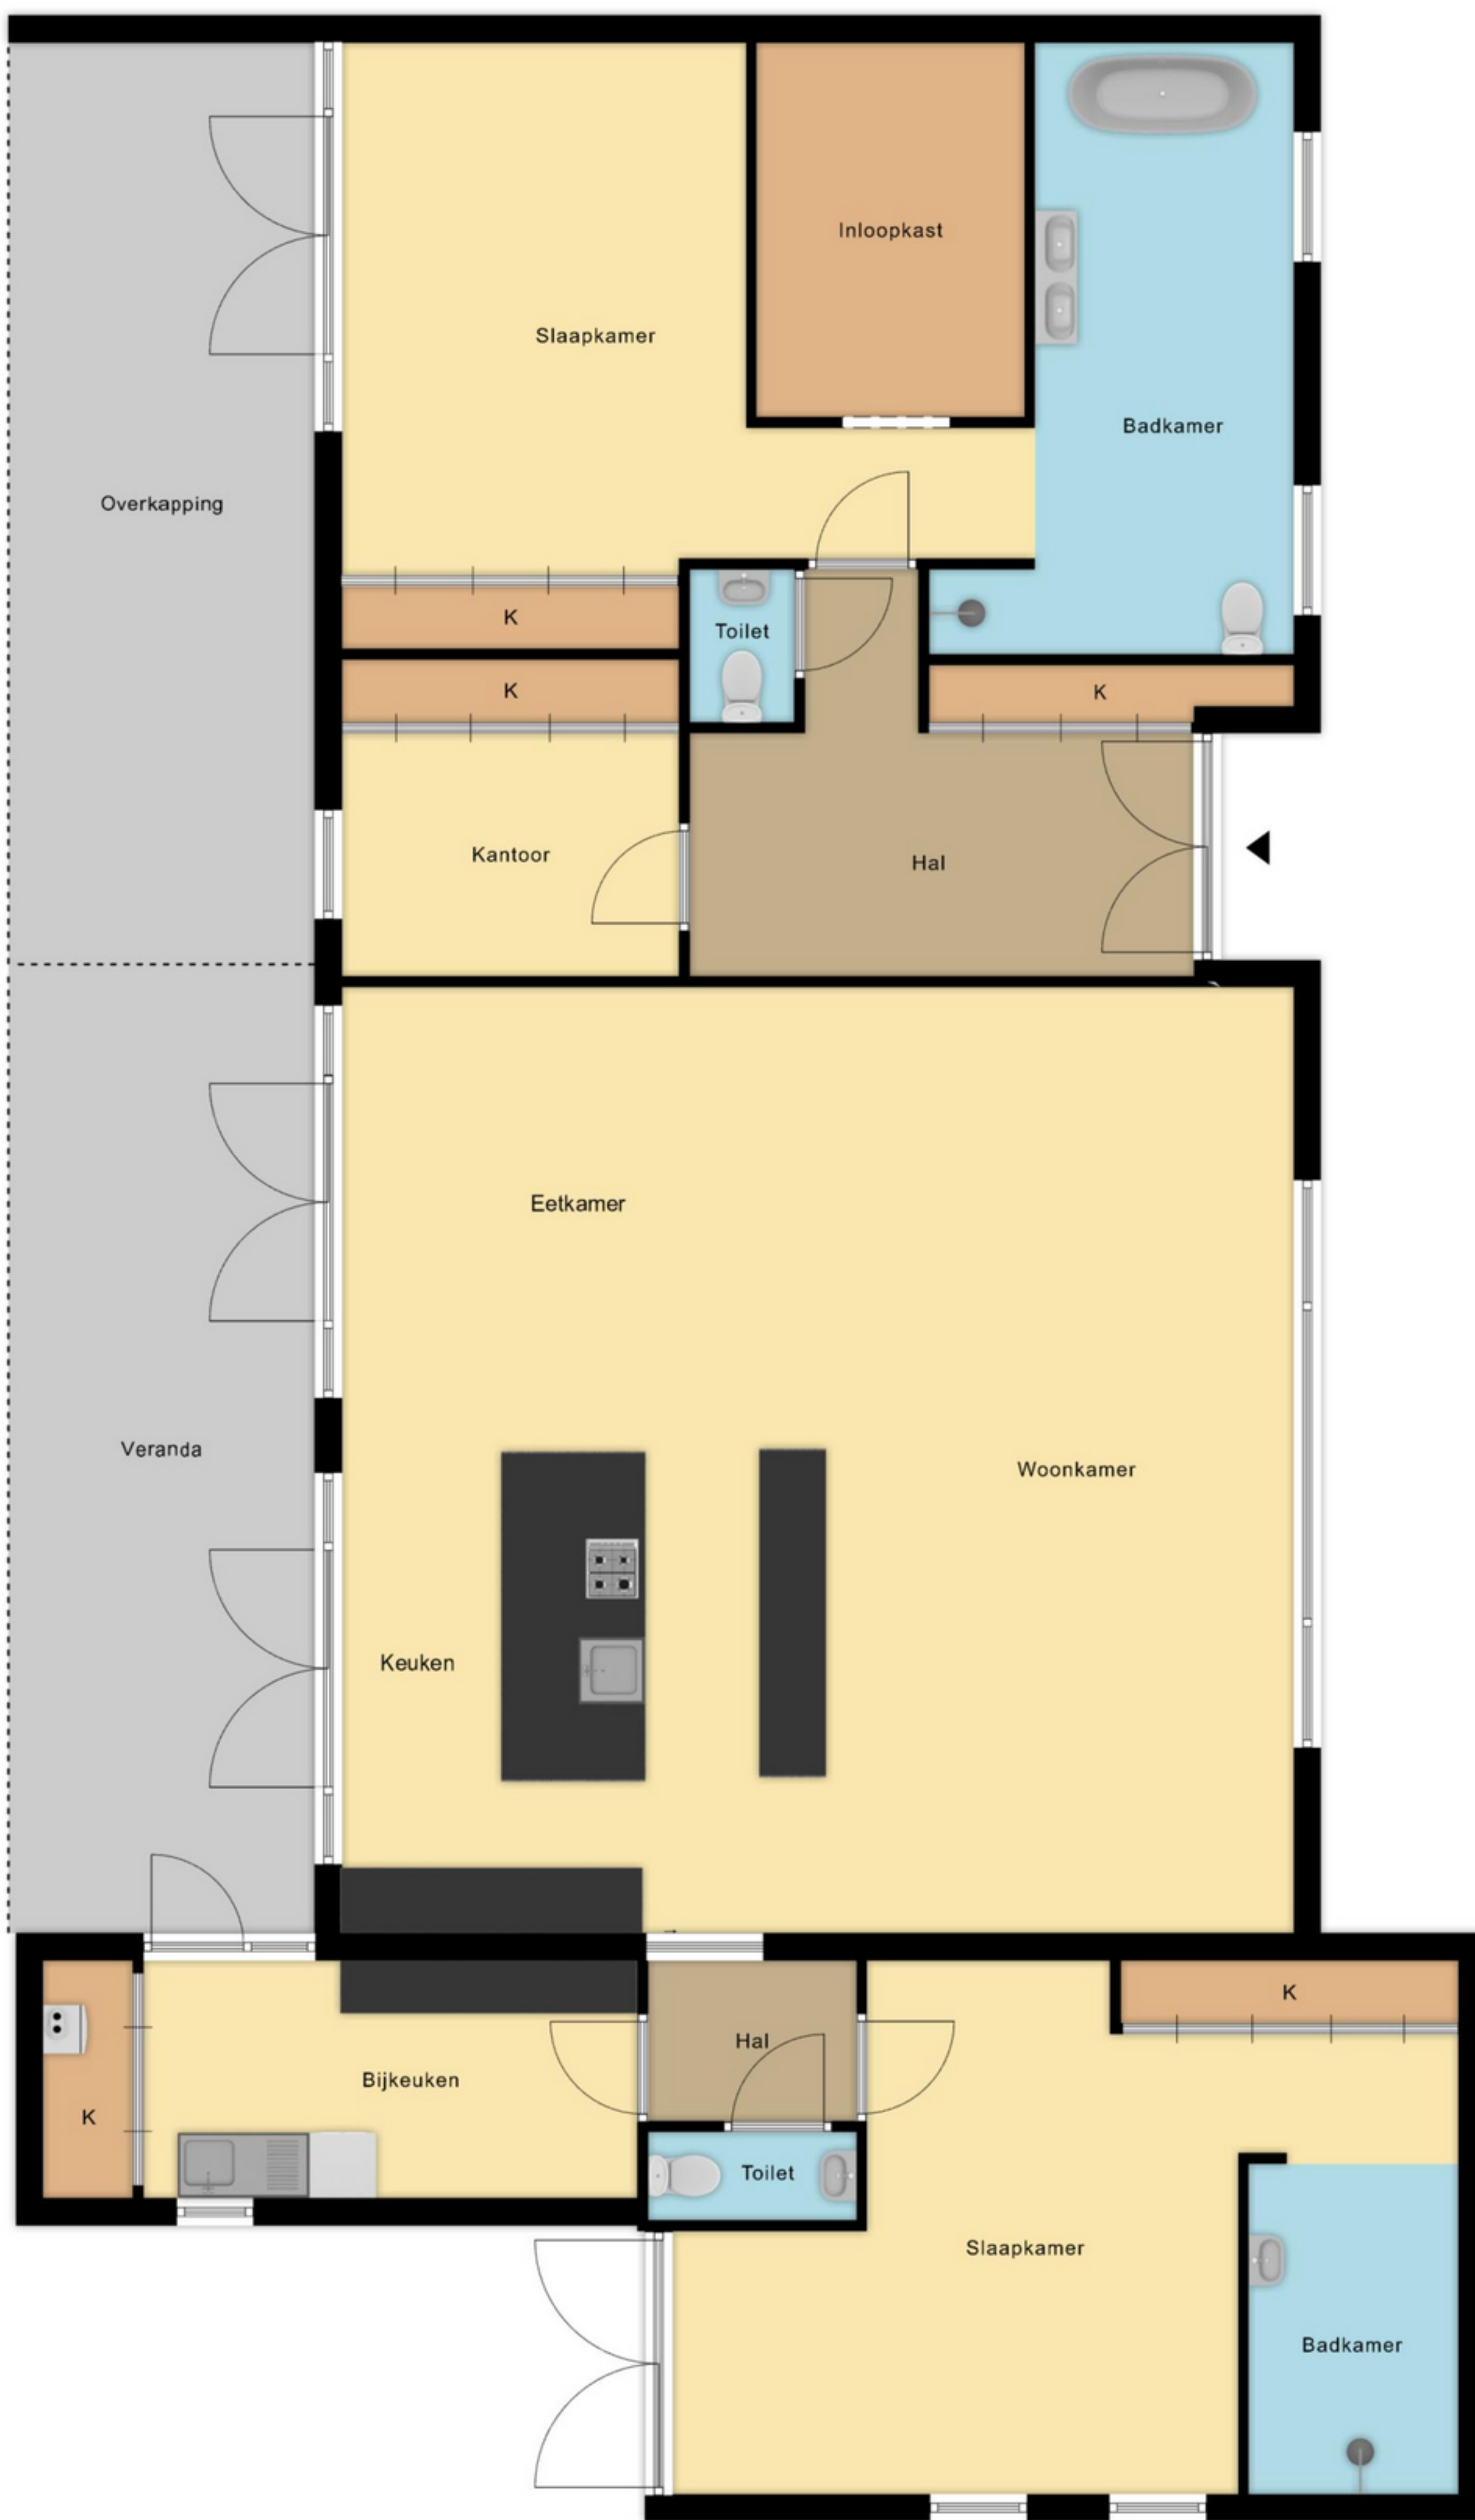 Inloopkast
Slaapkamer
Badkamer
Overkapping
K
Toilet
K
K
Kantoor
Hal
Eetkamer
Veranda
Woonkamer
Keuken
K
Hal
Bijkeuken
K
Toilet
Slaapkamer
Badkamer